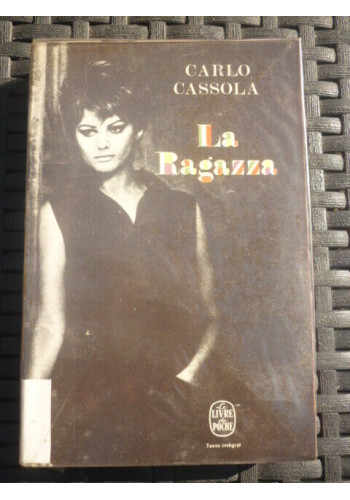 CARLO
CASSOLA
La
Ragazza
Le
LIVRE
de
POCHE
Texte intégral